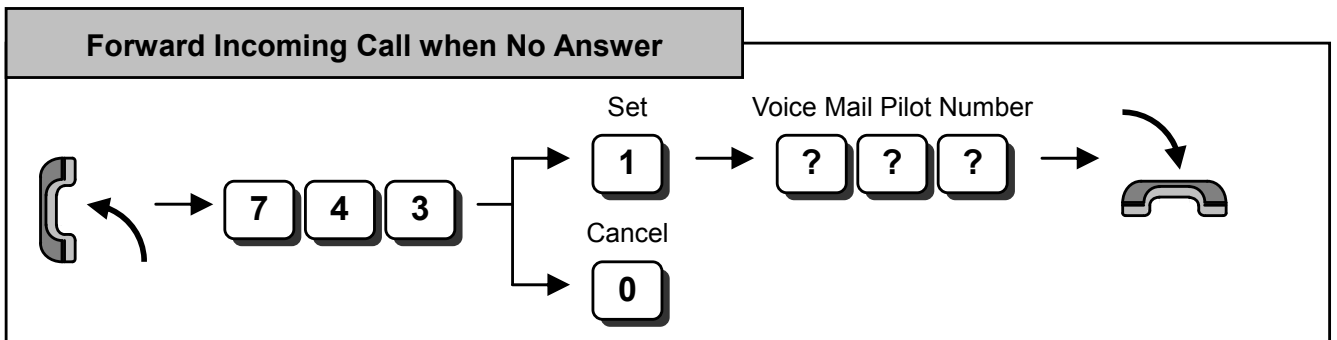 Forward Incoming Call when No Answer
Set Voice Mail Pilot Number
7 4 3 1 ? ? ?
Cancel
0